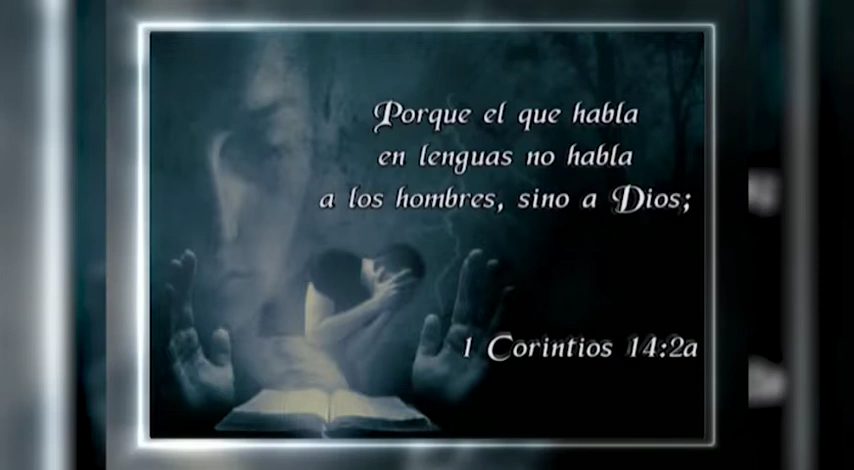 Porque el que habla
en lenguas no habla
a los hombres, sino a Dios;
1 Corintios 14:2a